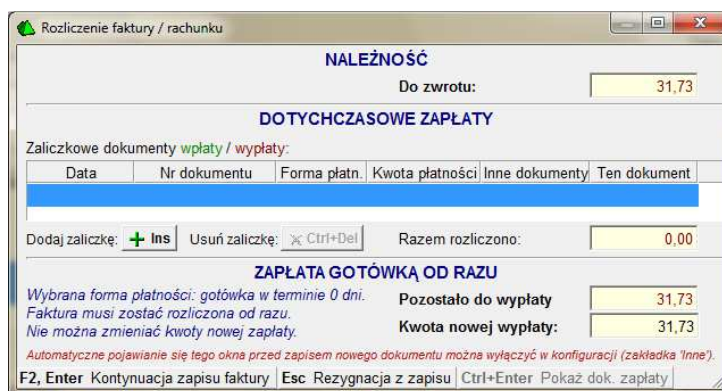 Rozliczenie faktury / rachunku
NALEŻNOŚĆ
Do zwrotu: 31,73
DOTYCHCZASOWE ZAPŁATY
Zaliczkowe dokumenty wpłaty / wypłaty:
Data Nr dokumentu Forma płatn. Kwota płatności Inne dokumenty Ten dokument
Dodaj zaliczkę: Ins Usuń zaliczkę: Ctrl+Del Razem rozliczono: 0,00
ZAPŁATA GOTÓWKĄ OD RAZU
Wybrana forma płatności: gotówka w terminie 0 dni.
Faktura musi zostać rozliczona od razu.
Nie można zmieniać kwoty nowej zapłaty.
Pozostało do wypłaty 31,73
Kwota nowej wypłaty: 31,73
Automatyczne pojawianie się tego okna przed zapisem nowego dokumentu można wyłączyć w konfiguracji (zakładka 'Inne').
F2, Enter Kontynuacja zapisu faktury Esc Rezygnacja z zapisu Ctrl+Enter Pokaż dok. zapłaty